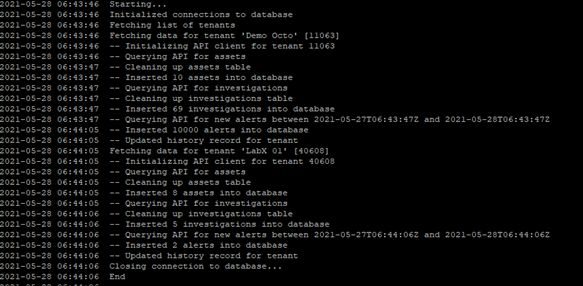 2021-05-28 06:43:46 Starting...
2021-05-28 06:43:46 Initialized connections to database
2021-05-28 06:43:46 Fetching list of tenants
2021-05-28 06:43:46 Fetching data for tenant 'Demo Octo' [11063]
2021-05-28 06:43:46 -- Initializing API client for tenant 11063
2021-05-28 06:43:46 -- Querying API for assets
2021-05-28 06:43:47 -- Cleaning up assets table
2021-05-28 06:43:47 -- Inserted 10 assets into database
2021-05-28 06:43:47 -- Querying API for investigations
2021-05-28 06:43:47 -- Cleaning up investigations table
2021-05-28 06:43:47 -- Inserted 69 investigations into database
2021-05-28 06:43:47 -- Querying API for new alerts between 2021-05-27T06:43:47Z and 2021-05-28T06:43:47Z
2021-05-28 06:44:05 -- Inserted 10000 alerts into database
2021-05-28 06:44:05 -- Updated history record for tenant
2021-05-28 06:44:05 Fetching data for tenant 'LabX 01' [40608]
2021-05-28 06:44:05 -- Initializing API client for tenant 40608
2021-05-28 06:44:05 -- Querying API for assets
2021-05-28 06:44:05 -- Cleaning up assets table
2021-05-28 06:44:05 -- Inserted 8 assets into database
2021-05-28 06:44:05 -- Querying API for investigations
2021-05-28 06:44:06 -- Cleaning up investigations table
2021-05-28 06:44:06 -- Inserted 5 investigations into database
2021-05-28 06:44:06 -- Querying API for new alerts between 2021-05-27T06:44:06Z and 2021-05-28T06:44:06Z
2021-05-28 06:44:06 -- Inserted 2 alerts into database
2021-05-28 06:44:06 -- Updated history record for tenant
2021-05-28 06:44:06 Closing connection to database...
2021-05-28 06:44:06 End